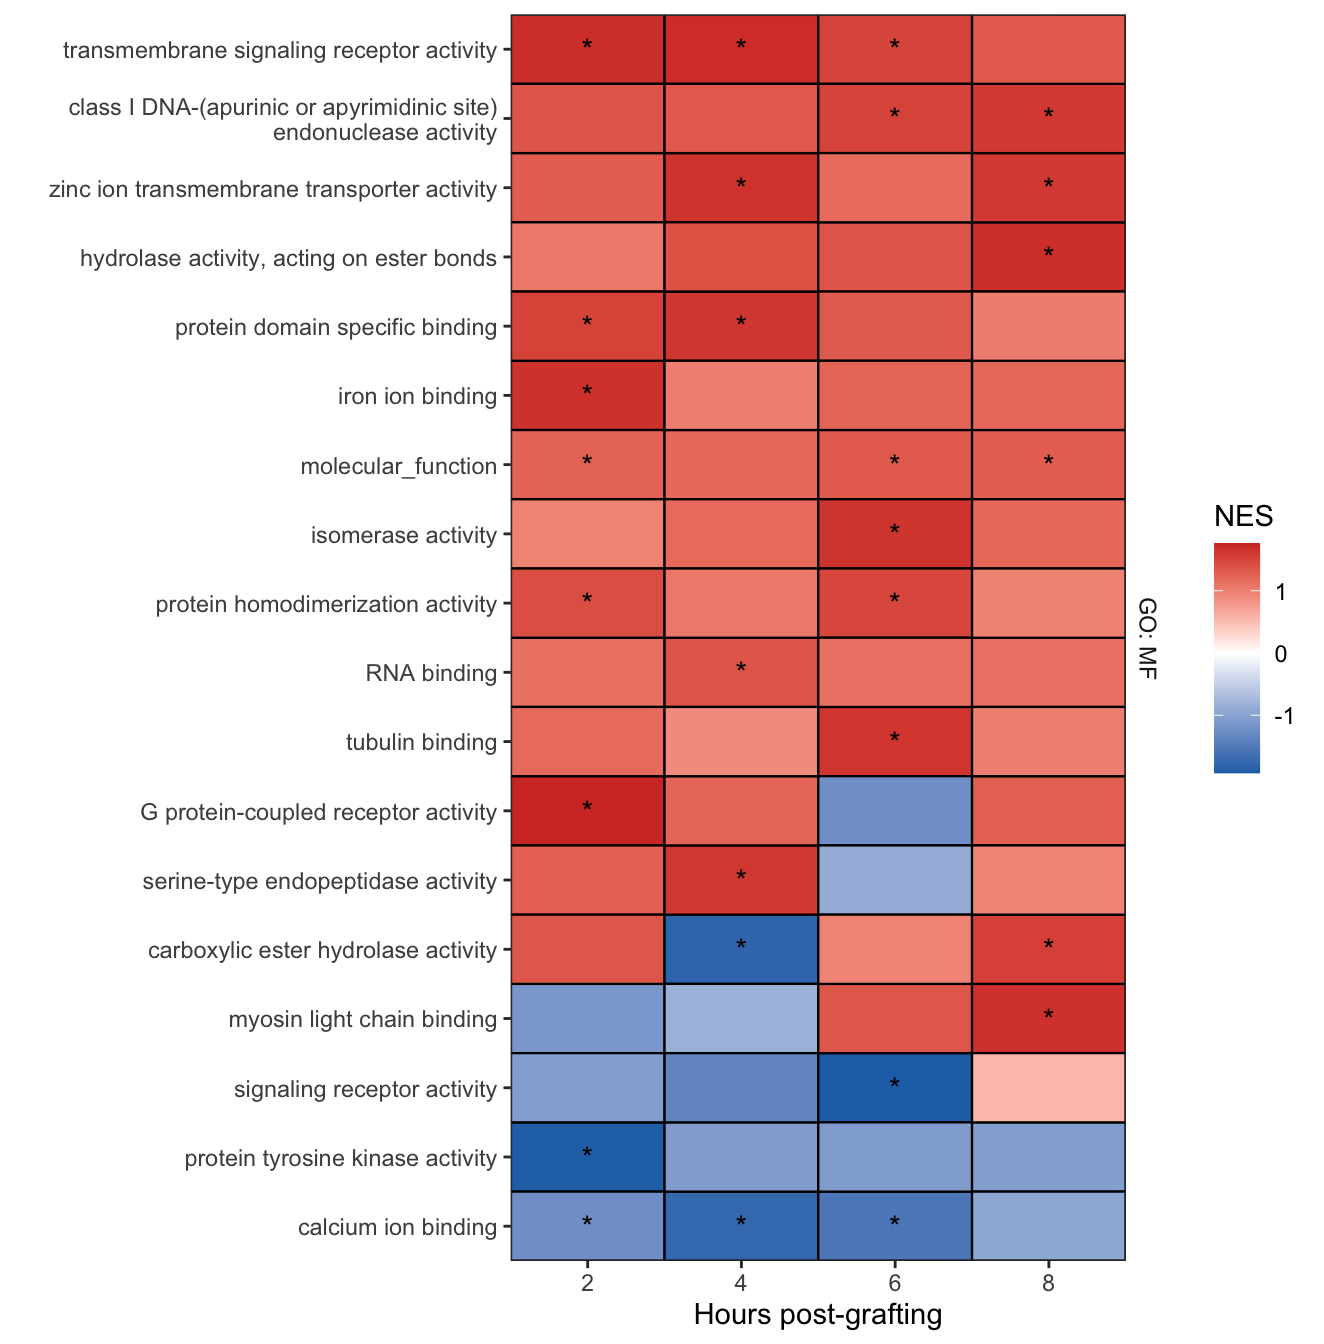 transmembrane signaling receptor activity
* * *
class I DNA-(apurinic or apyrimidinic site)
endonuclease activity
* *
zinc ion transmembrane transporter activity
* *
hydrolase activity, acting on ester bonds
*
protein domain specific binding
* *
iron ion binding
*
molecular_function
* * *
isomerase activity
*
protein homodimerization activity
* *
RNA binding
*
tubulin binding
*
G protein-coupled receptor activity
*
serine-type endopeptidase activity
*
carboxylic ester hydrolase activity
* *
myosin light chain binding
*
signaling receptor activity
*
protein tyrosine kinase activity
*
calcium ion binding
* * *
2 4 6 8
Hours post-grafting
GO: MF
NES
1
0
-1